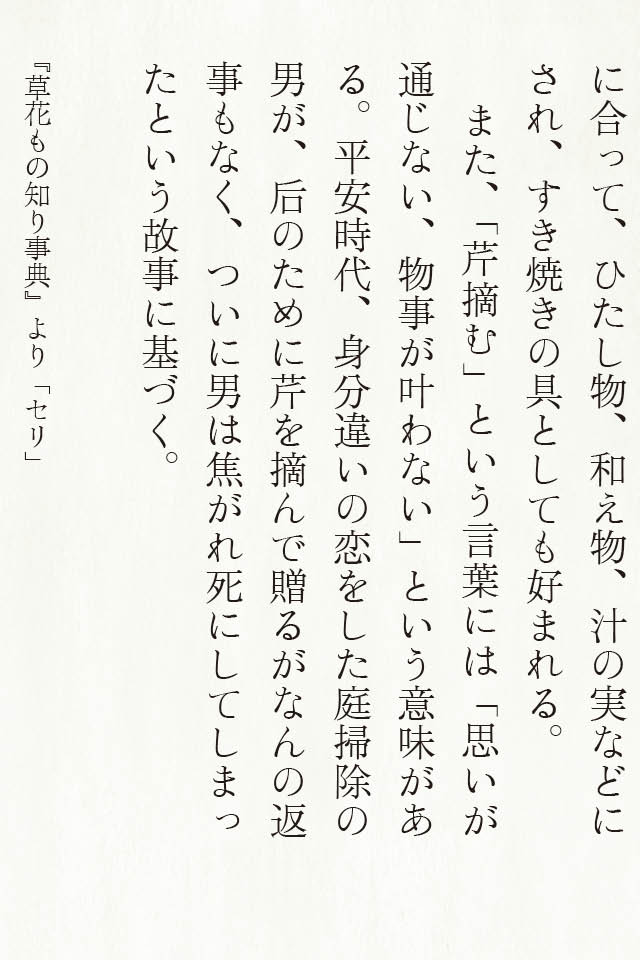 に合って、ひたし物、和え物、汁の実などに
され、すき焼きの具としても好まれる。
また、「芹摘む」という言葉には「思いが
通じない、物事が叶わない」という意味があ
る。平安時代、身分違いの恋をした庭掃除の
男が、后のために芹を摘んで贈るがなんの返
事もなく、ついに男は焦がれ死にしてしまっ
たという故事に基づく。
『草花もの知り事典』より「セリ」